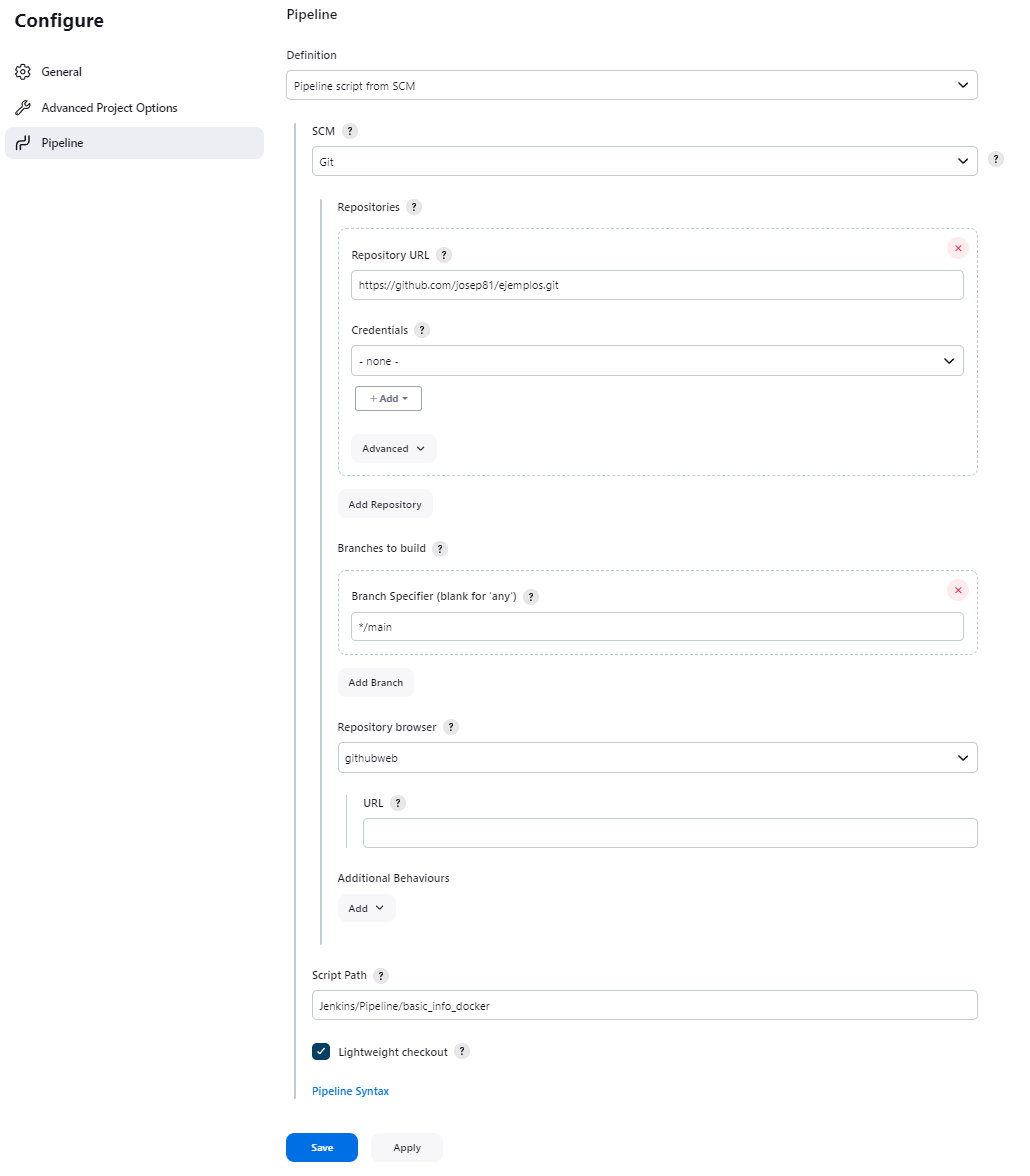 Configure
General
Advanced Project Options
Pipeline
Pipeline
Definition
Pipeline script from SCM
SCM ?
Git
?
Repositories ?
Repository URL ?
https://github.com/josep81/ejemplos.git
Credentials ?
- none -
+ Add
Advanced
Add Repository
Branches to build ?
Branch Specifier (blank for 'any') ?
*/main
Add Branch
Repository browser ?
githubweb
URL ?
Additional Behaviours
Add
Script Path ?
Jenkins/Pipeline/basic_info_docker
Lightweight checkout ?
Pipeline Syntax
Save Apply